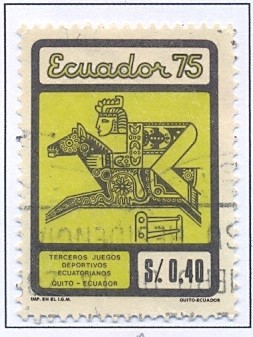 Ecuador 75
TERCEROS JUEGOS
DEPORTIVOS
ECUATORIANOS
QUITO - ECUADOR
S/. 0,40
IMP. EN EL I.G.M.
QUITO-ECUADOR